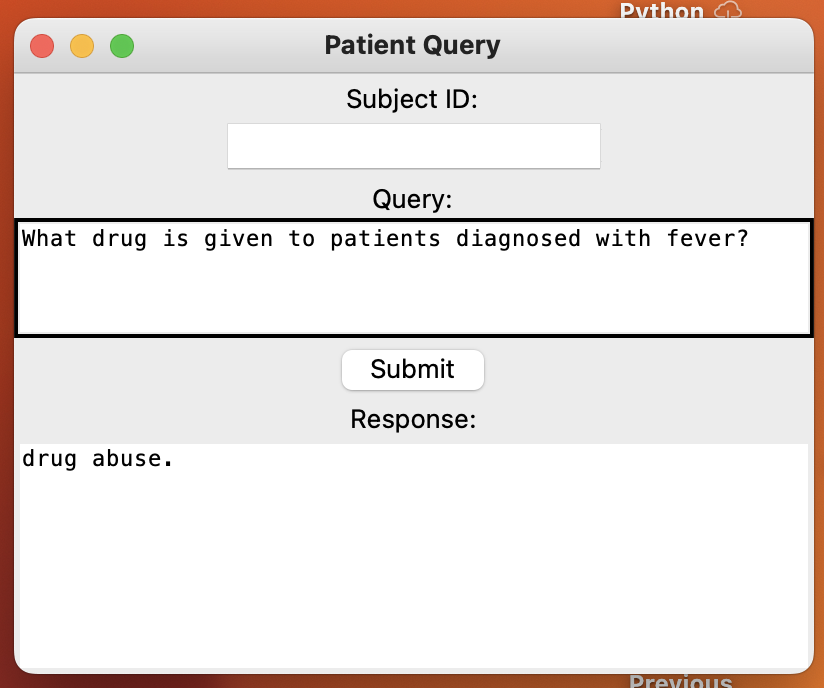 Python
Patient Query
Subject ID:
Query:
What drug is given to patients diagnosed with fever?
Submit
Response:
drug abuse.
Previous